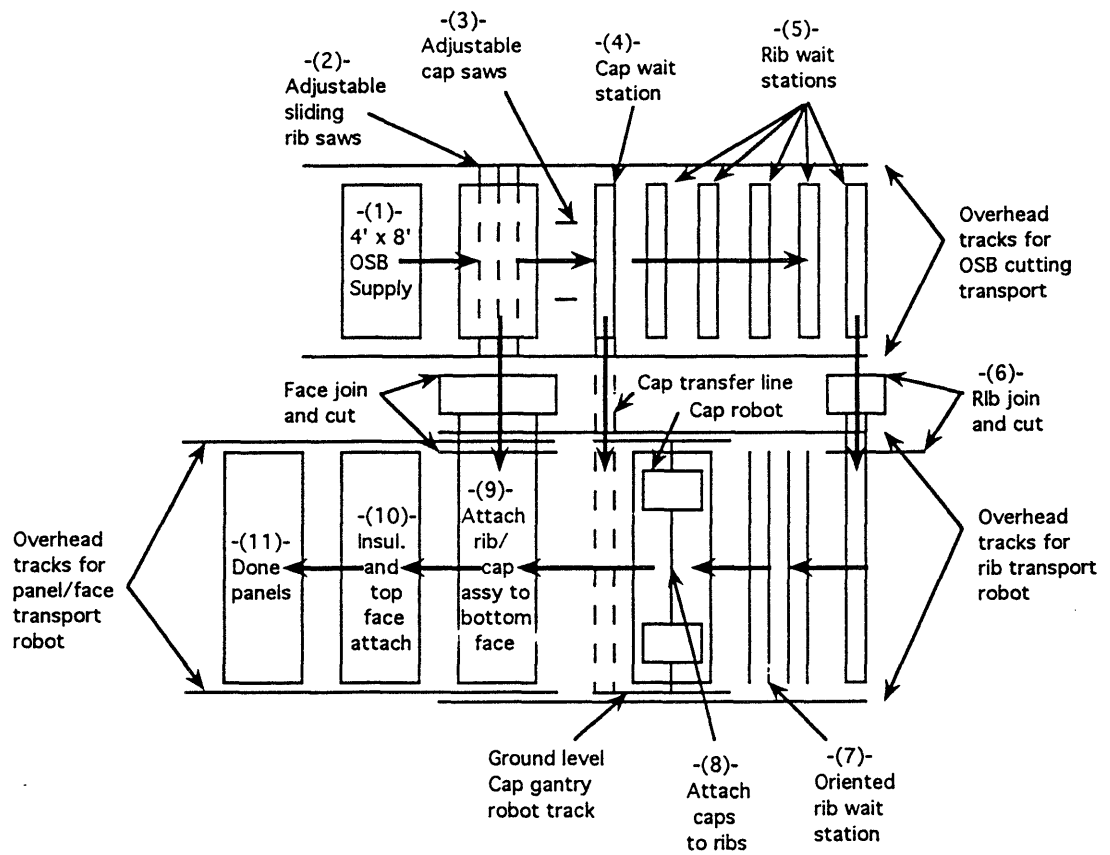 -(3)-
Adjustable
cap saws
-(4)-
Cap wait
station
-(5)-
Rib wait
stations
-(2)-
Adjustable
sliding
rib saws
-(1)-
4' x 8'
OSB
Supply
Overhead
tracks for
OSB cutting
transport
Face join
and cut
Cap transfer line
Cap robot
-(6)-
RIb join
and cut
Overhead
tracks for
panel/face
transport
robot
-(11)-
Done
panels
-(10)-
Insul.
and
top
face
attach
-(9)-
Attach
rib/
cap
assy to
bottom
face
Overhead
tracks for
rib transport
robot
Ground level
Cap gantry
robot track
-(8)-
Attach
caps
to ribs
-(7)-
Oriented
rib wait
station